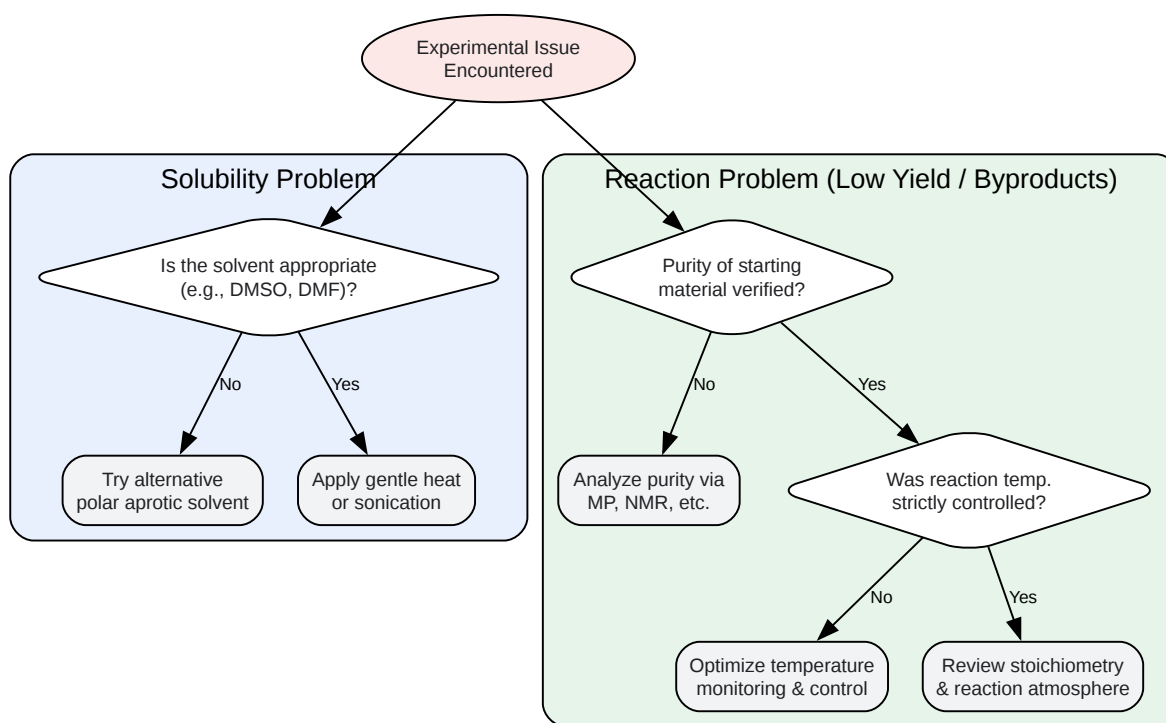 Experimental Issue
Encountered
Solubility Problem
Reaction Problem (Low Yield / Byproducts)
Is the solvent appropriate
(e.g., DMSO, DMF)?
Purity of starting
material verified?
No
Yes
No
Yes
Try alternative
polar aprotic solvent
Apply gentle heat
or sonication
Analyze purity via
MP, NMR, etc.
Was reaction temp.
strictly controlled?
No
Yes
Optimize temperature
monitoring & control
Review stoichiometry
& reaction atmosphere